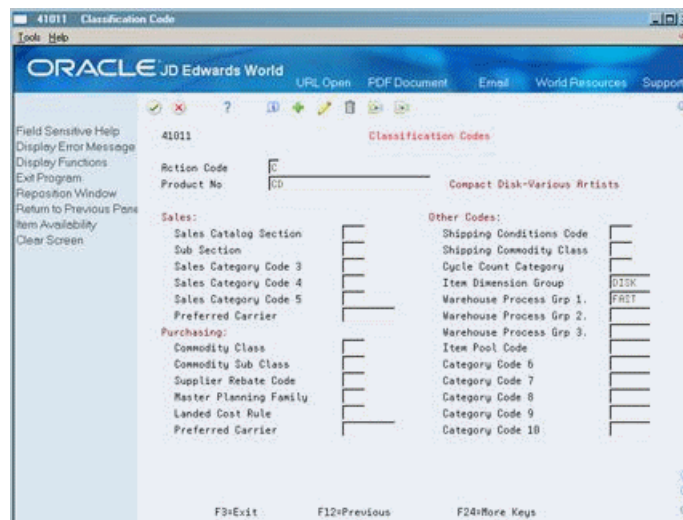 41011 Classification Code
Tools Help
ORACLE JD Edwards World
URL Open PDF Document Email World Resources Support
Field Sensitive Help
Display Error Message
Display Functions
Exit Program
Reposition Window
Return to Previous Pane
Item Availability
Clear Screen
41011 Classification Codes
Action Code C
Product No CD Compact Disk-Various Artists
Sales: Other Codes:
Sales Catalog Section Shipping Conditions Code
Sub Section Shipping Commodity Class
Sales Category Code 3 Cycle Count Category
Sales Category Code 4 Item Dimension Group DISK
Sales Category Code 5 Warehouse Process Grp 1. FAST
Preferred Carrier Warehouse Process Grp 2.
Purchasing: Warehouse Process Grp 3.
Commodity Class Item Pool Code
Commodity Sub Class Category Code 6
Supplier Rebate Code Category Code 7
Master Planning Family Category Code 8
Landed Cost Rule Category Code 9
Preferred Carrier Category Code 10
F3=Exit F12=Previous F24=More Keys